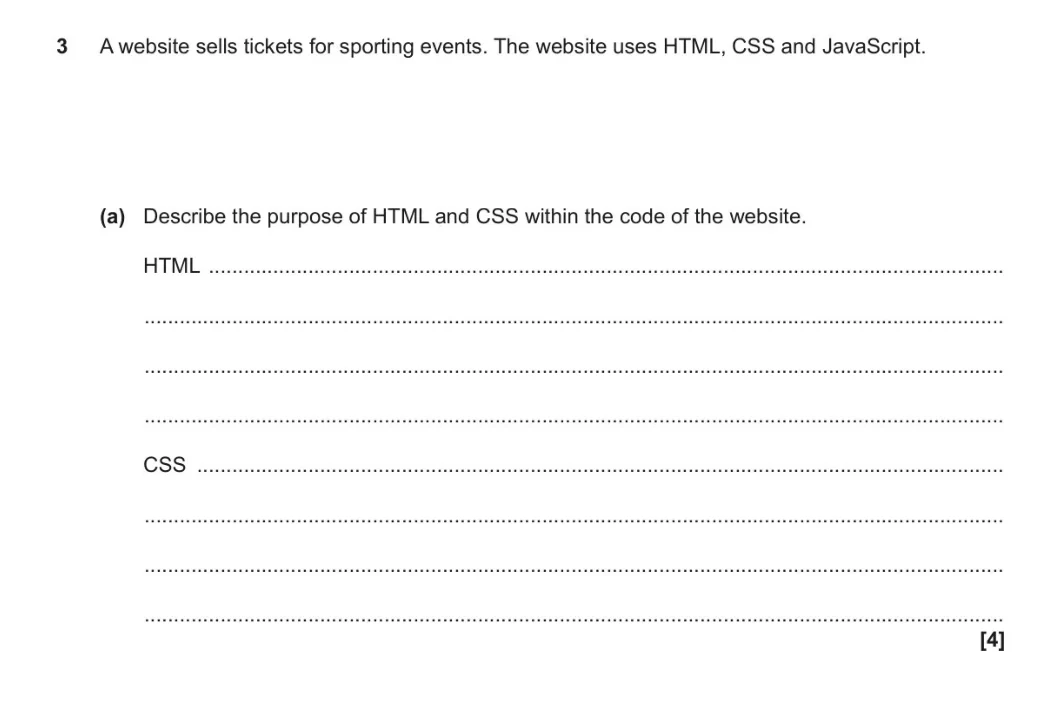 3 A website sells tickets for sporting events. The website uses HTML, CSS and JavaScript.
(a) Describe the purpose of HTML and CSS within the code of the website.
HTML ................................................................................................................................
................................................................................................................................
................................................................................................................................
................................................................................................................................
CSS ................................................................................................................................
................................................................................................................................
................................................................................................................................
................................................................................................................................
[4]